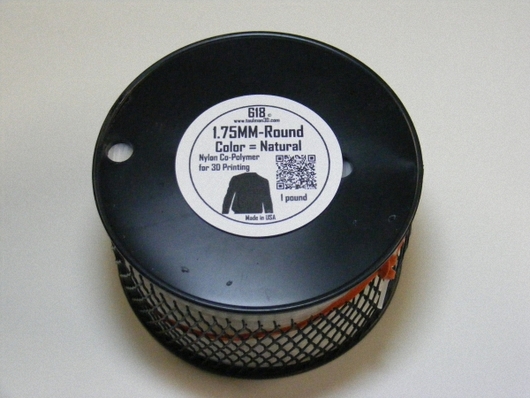 618 ©
www.taulman3D.com
1.75MM-Round
Color = Natural
Nylon Co-Polymer
for 3D Printing
1 pound
Made in USA